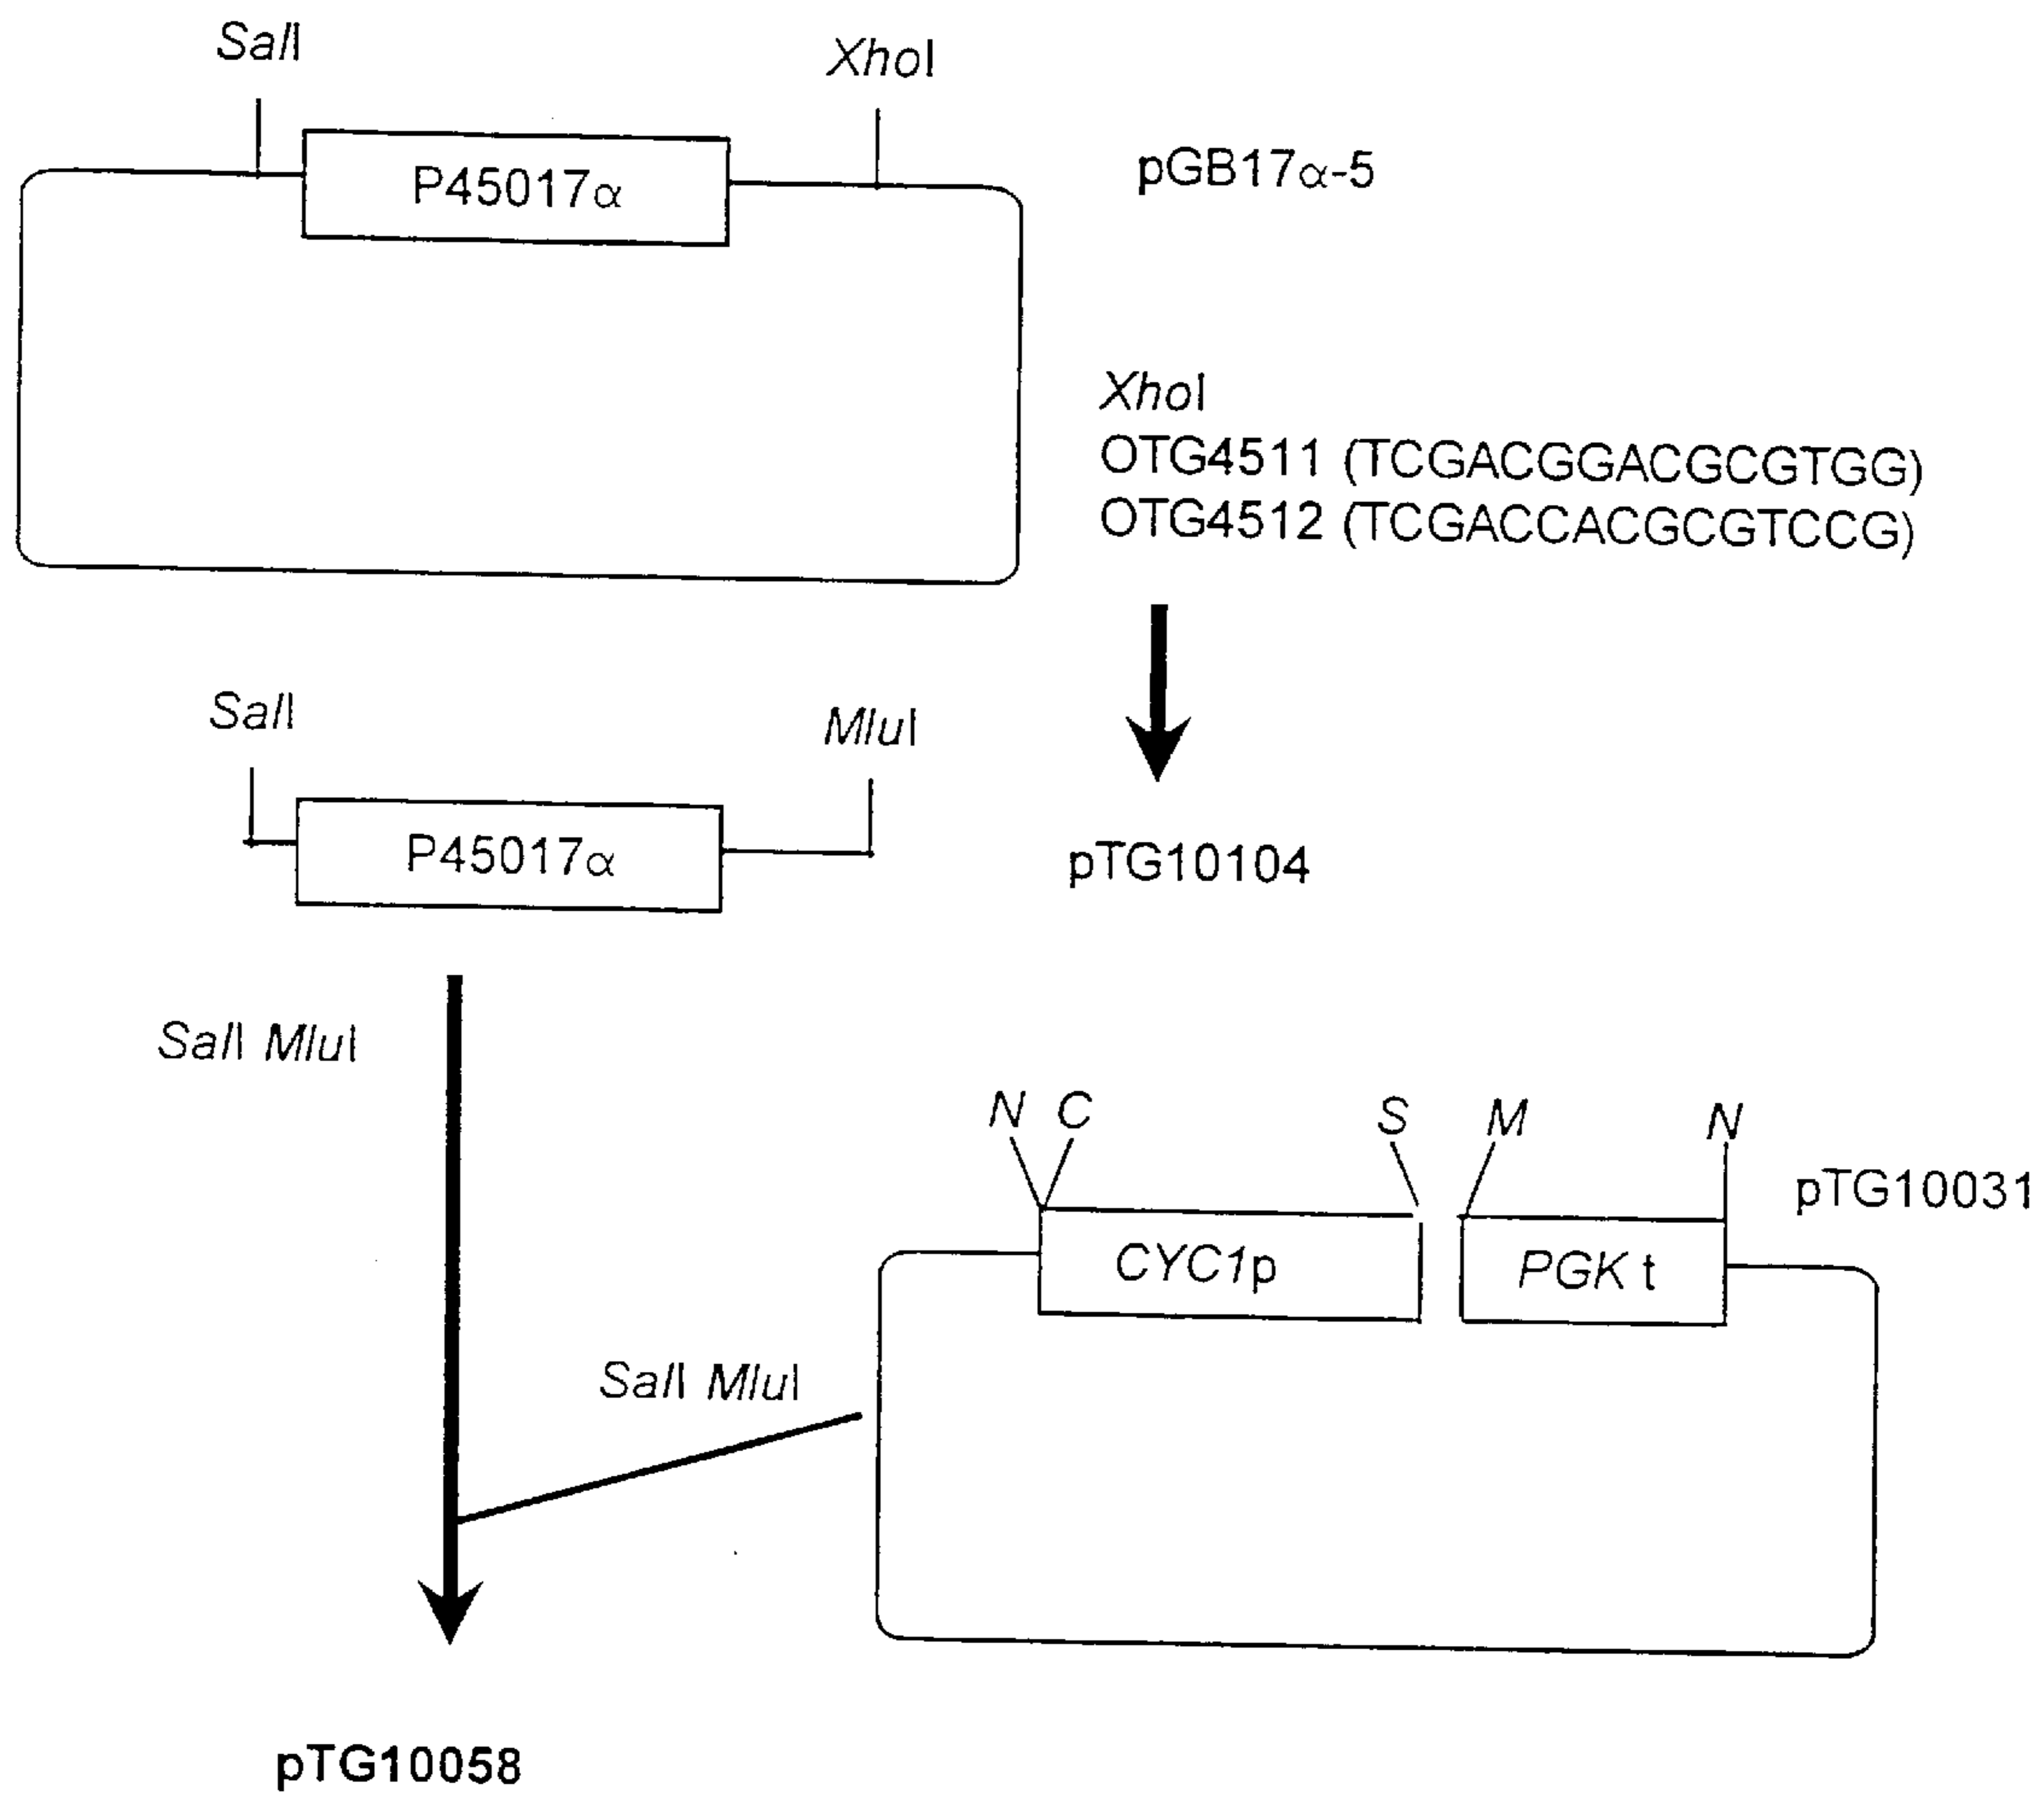 SalI
XhoI
P45017α
pGB17α-5
XhoI
OTG4511 (TCGACGGACGCGTGG)
OTG4512 (TCGACCACGCGTCCG)
SalI
MluI
P45017α
pTG10104
SalI MluI
N C S M N
pTG10031
CYC1p
PGK t
SalI MluI
pTG10058